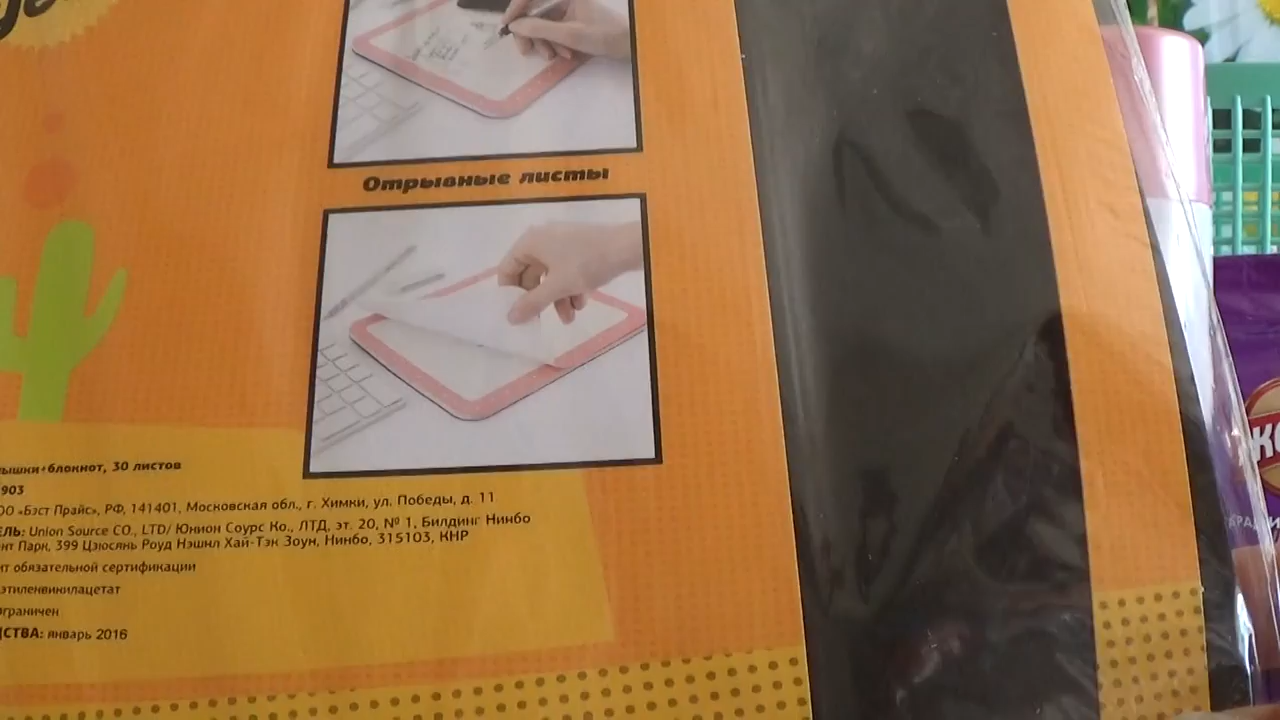 Отрывные листы
ышки+блокнот, 30 листов
903
ОО «Бэст Прайс», РФ, 141401, Московская обл., г. Химки, ул. Победы, д. 11
ЕЛЬ: Union Source CO., LTD/ Юнион Соурс Ко., ЛТД, эт. 20, № 1, Билдинг Нинбо
нт Парк, 399 Цзюсянь Роуд Нэшнл Хай-Тэк Зоун, Нинбо, 315103, КНР
ит обязательной сертификации
этиленвинилацетат
ограничен
СТВА: январь 2016